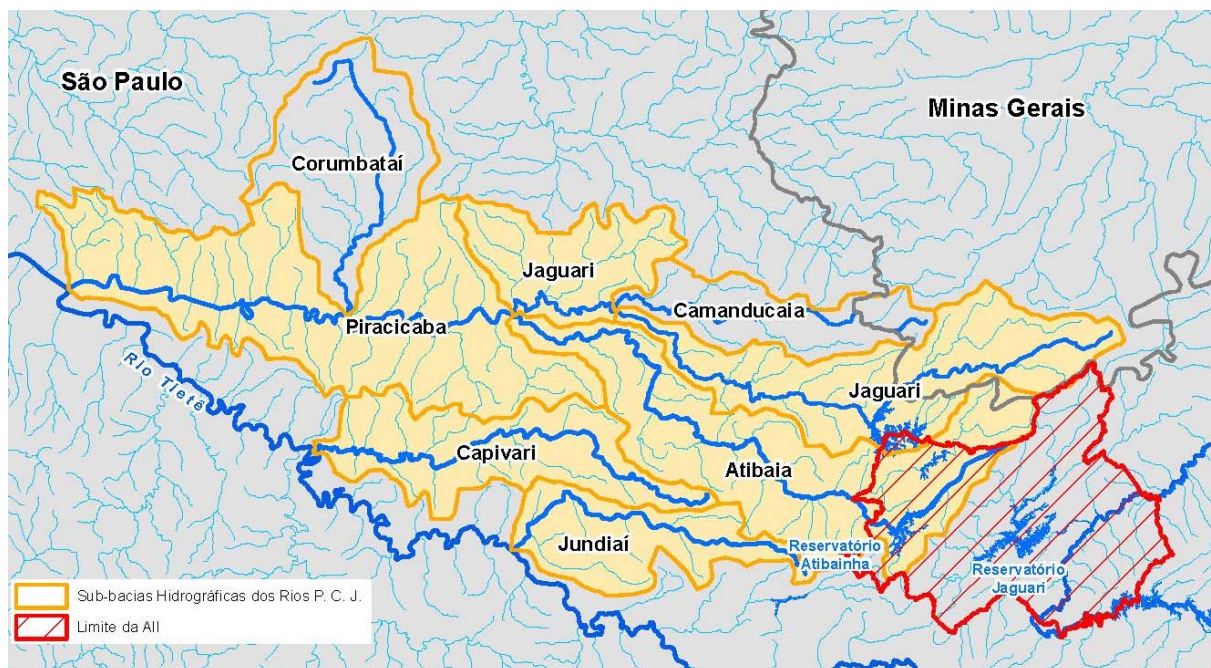 São Paulo
Minas Gerais
Corumbataí
Jaguari
Camanducaia
Piracicaba
Rio Tietê
Jaguari
Capivari
Atibaia
Jundiaí
Reservatório
Atibainha
Reservatório
Jaguari
Sub-bacias Hidrográficas dos Rios P. C. J.
Limite da AII